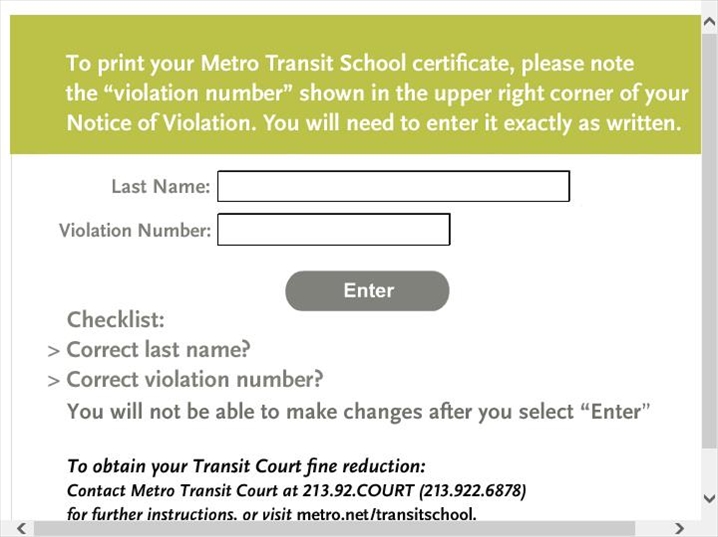 To print your Metro Transit School certificate, please note
the “violation number” shown in the upper right corner of your
Notice of Violation. You will need to enter it exactly as written.
Last Name:
Violation Number:
Enter
Checklist:
> Correct last name?
> Correct violation number?
You will not be able to make changes after you select “Enter”
To obtain your Transit Court fine reduction:
Contact Metro Transit Court at 213.92.COURT (213.922.6878)
for further instructions, or visit metro.net/transitschool.